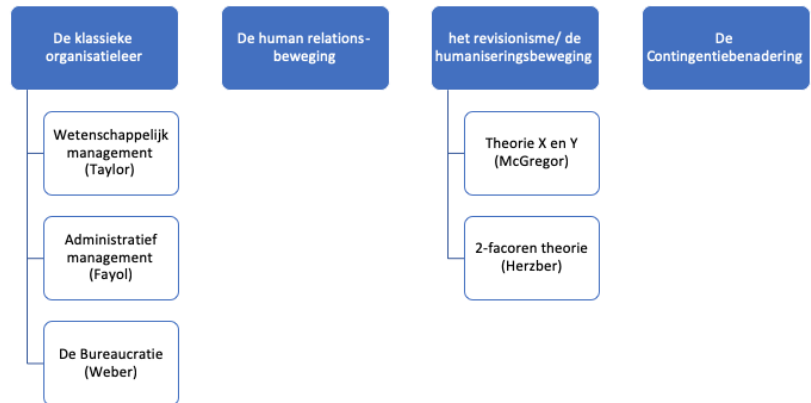 De klassieke
organisatieleer
Wetenschappelijk
management
(Taylor)
Administratief
management
(Fayol)
De Bureaucratie
(Weber)
De human relations-
beweging
het revisionisme/ de
humaniseringsbeweging
Theorie X en Y
(McGregor)
2-facoren theorie
(Herzber)
De
Contingentiebenadering